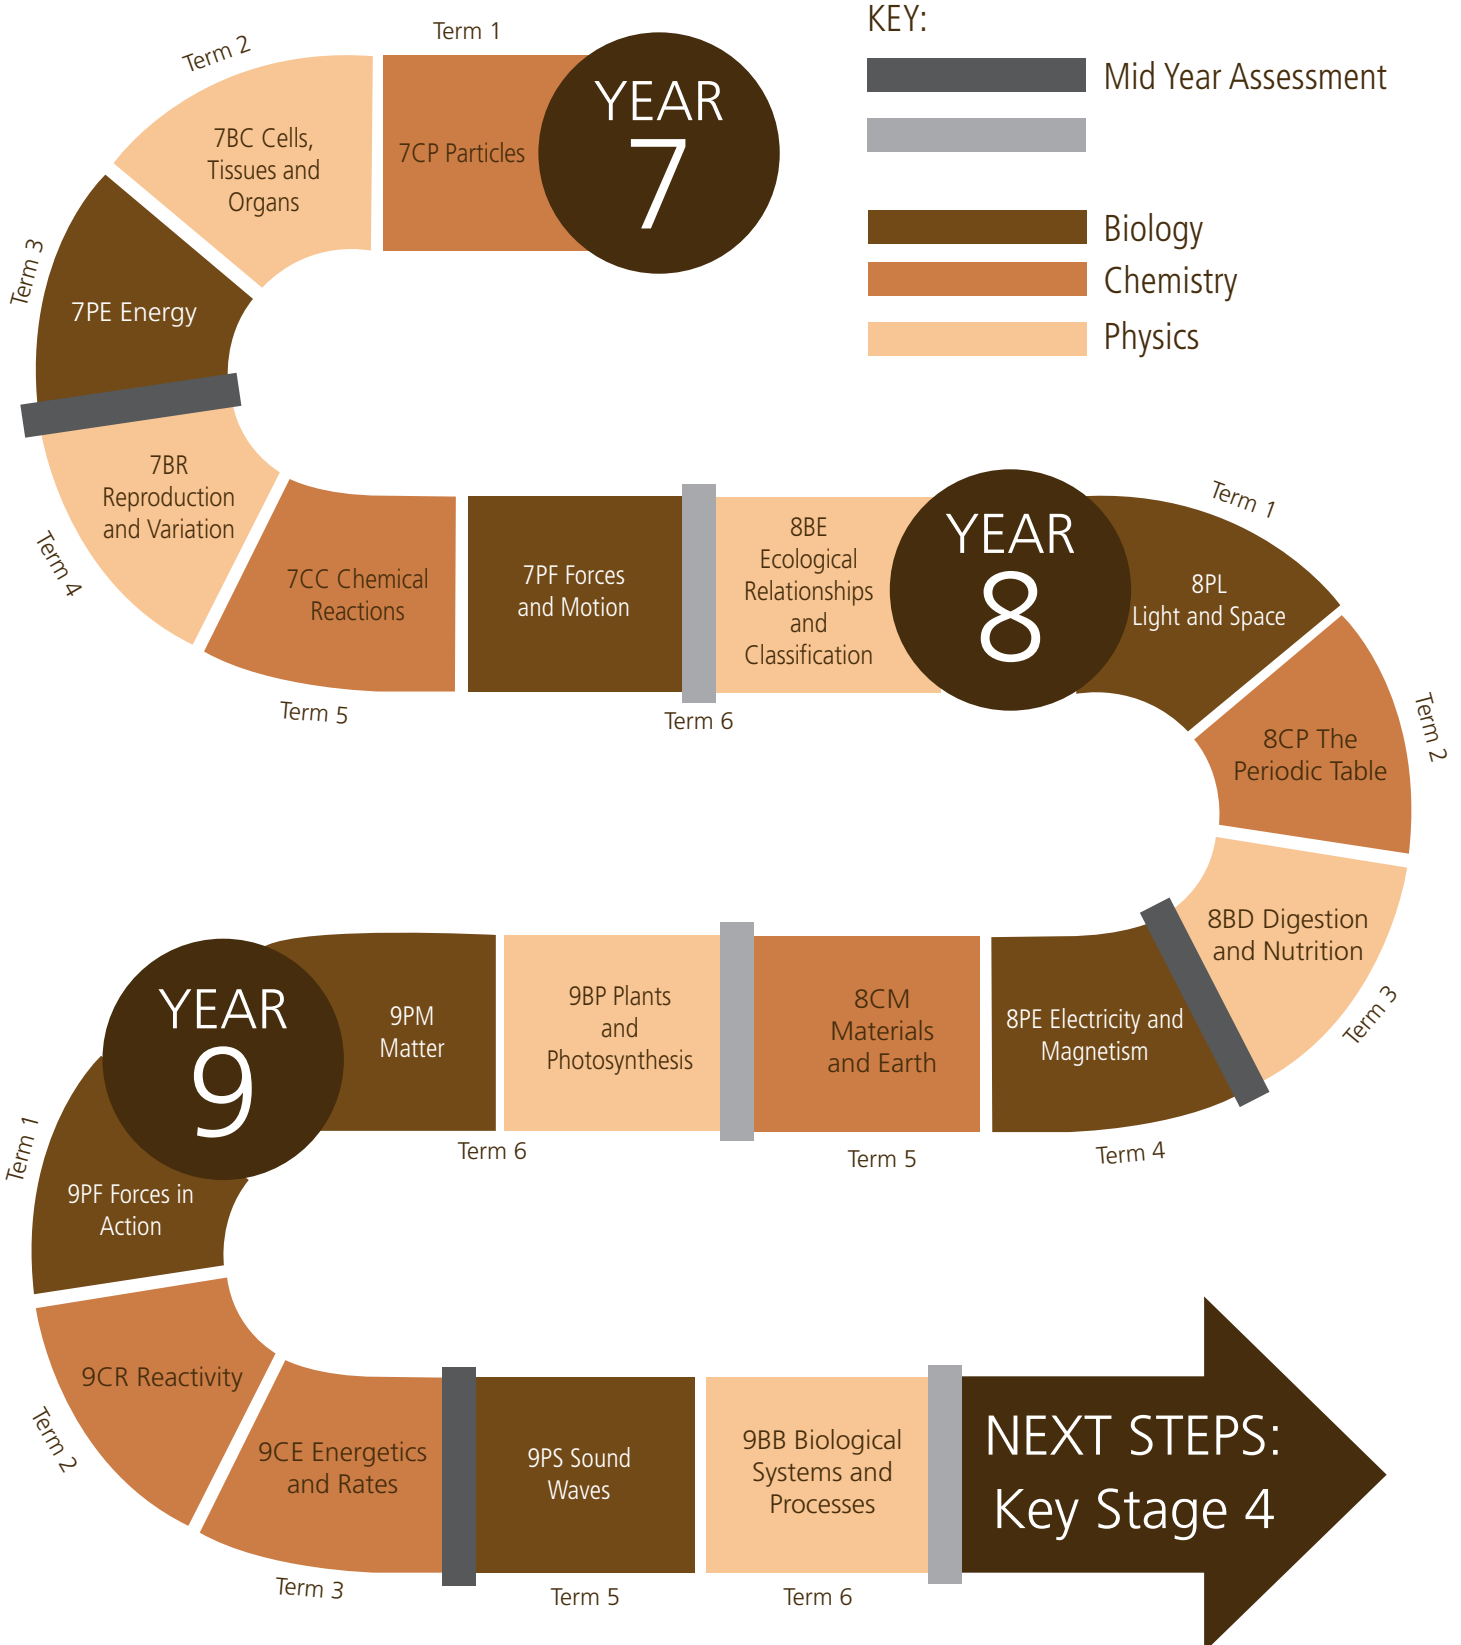 KEY:
Mid Year Assessment
Biology
Chemistry
Physics
YEAR
7
Term 1
7CP Particles
Term 2
7BC Cells,
Tissues and
Organs
Term 3
7PE Energy
Term 4
7BR
Reproduction
and Variation
Term 5
7CC Chemical
Reactions
7PF Forces
and Motion
Term 6
8BE
Ecological
Relationships
and
Classification
YEAR
8
Term 1
8PL
Light and Space
Term 2
8CP The
Periodic Table
Term 3
8BD Digestion
and Nutrition
Term 4
8PE Electricity and
Magnetism
Term 5
8CM
Materials
and Earth
9BP Plants
and
Photosynthesis
Term 6
9PM
Matter
YEAR
9
Term 1
9PF Forces in
Action
Term 2
9CR Reactivity
Term 3
9CE Energetics
and Rates
9PS Sound
Waves
Term 5
9BB Biological
Systems and
Processes
Term 6
NEXT STEPS:
Key Stage 4